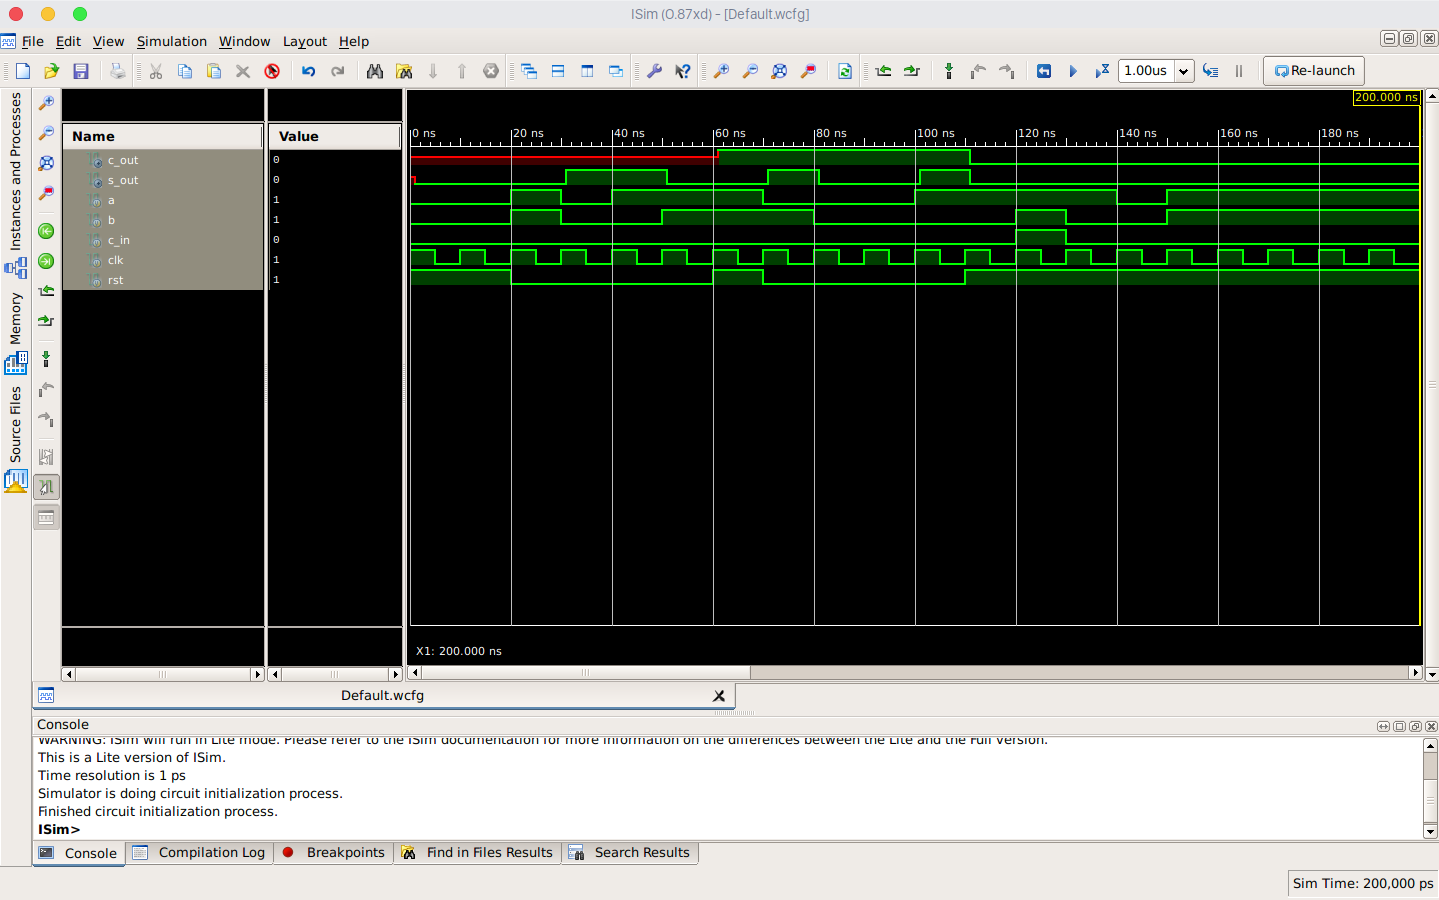 ISim (O.87xd) - [Default.wcfg]
File Edit View Simulation Window Layout Help
1.00us Re-launch
Instances and Processes
Memory
Source Files
200.000 ns
Name Value
0 ns 20 ns 40 ns 60 ns 80 ns 100 ns 120 ns 140 ns 160 ns 180 ns
c_out 0
s_out 0
a 1
b 1
c_in 0
clk 1
rst 1
X1: 200.000 ns
Default.wcfg
Console
WARNING: ISim will run in Lite mode. Please refer to the ISim documentation for more information on the differences between the Lite and the Full version.
This is a Lite version of ISim.
Time resolution is 1 ps
Simulator is doing circuit initialization process.
Finished circuit initialization process.
ISim>
Console Compilation Log Breakpoints Find in Files Results Search Results
Sim Time: 200,000 ps